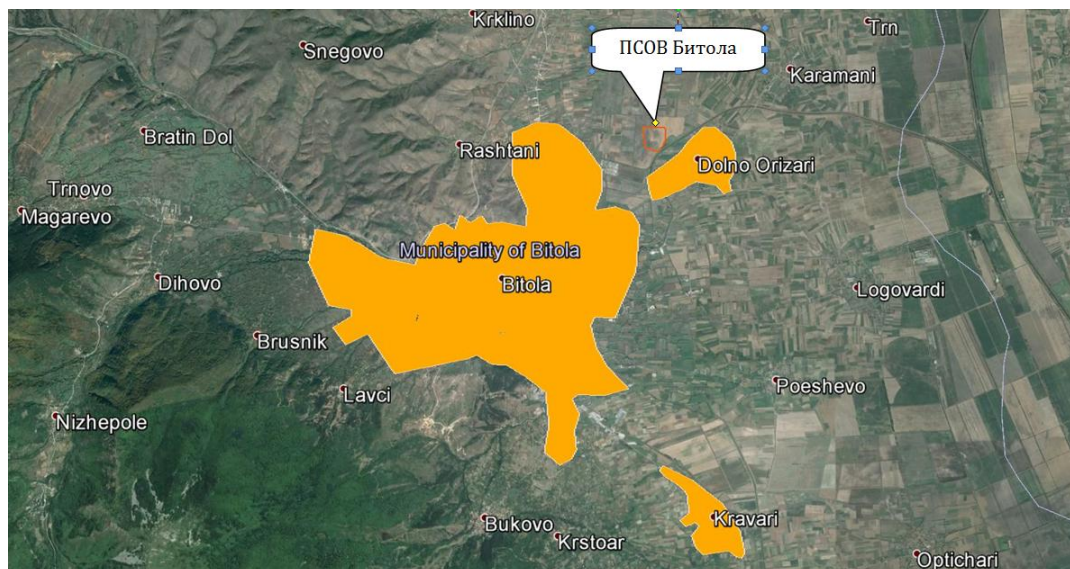 Krklino
Trn
Snegovo
ПСОВ Битола
Karamani
Bratin Dol
Rashtani
Dolno Orizari
Trnovo
Magarevo
Municipality of Bitola
Dihovo
Bitola
Logovardi
Brusnik
Poeshevo
Lavci
Nizhepole
Kravari
Bukovo
Krstoar
Optichari